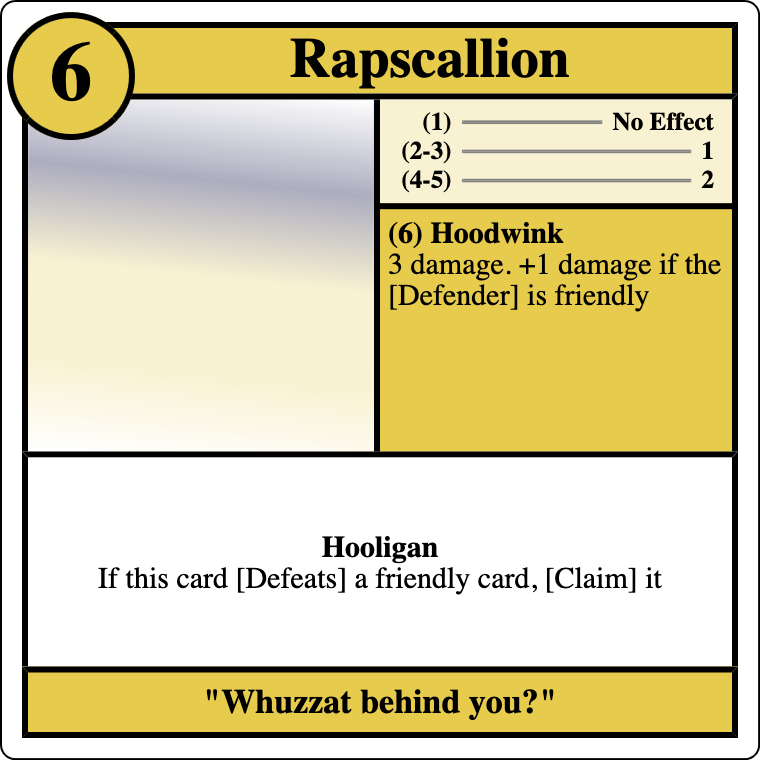 6
Rapscallion
(1) No Effect
(2-3) 1
(4-5) 2
(6) Hoodwink
3 damage. +1 damage if the
[Defender] is friendly
Hooligan
If this card [Defeats] a friendly card, [Claim] it
"Whuzzat behind you?"